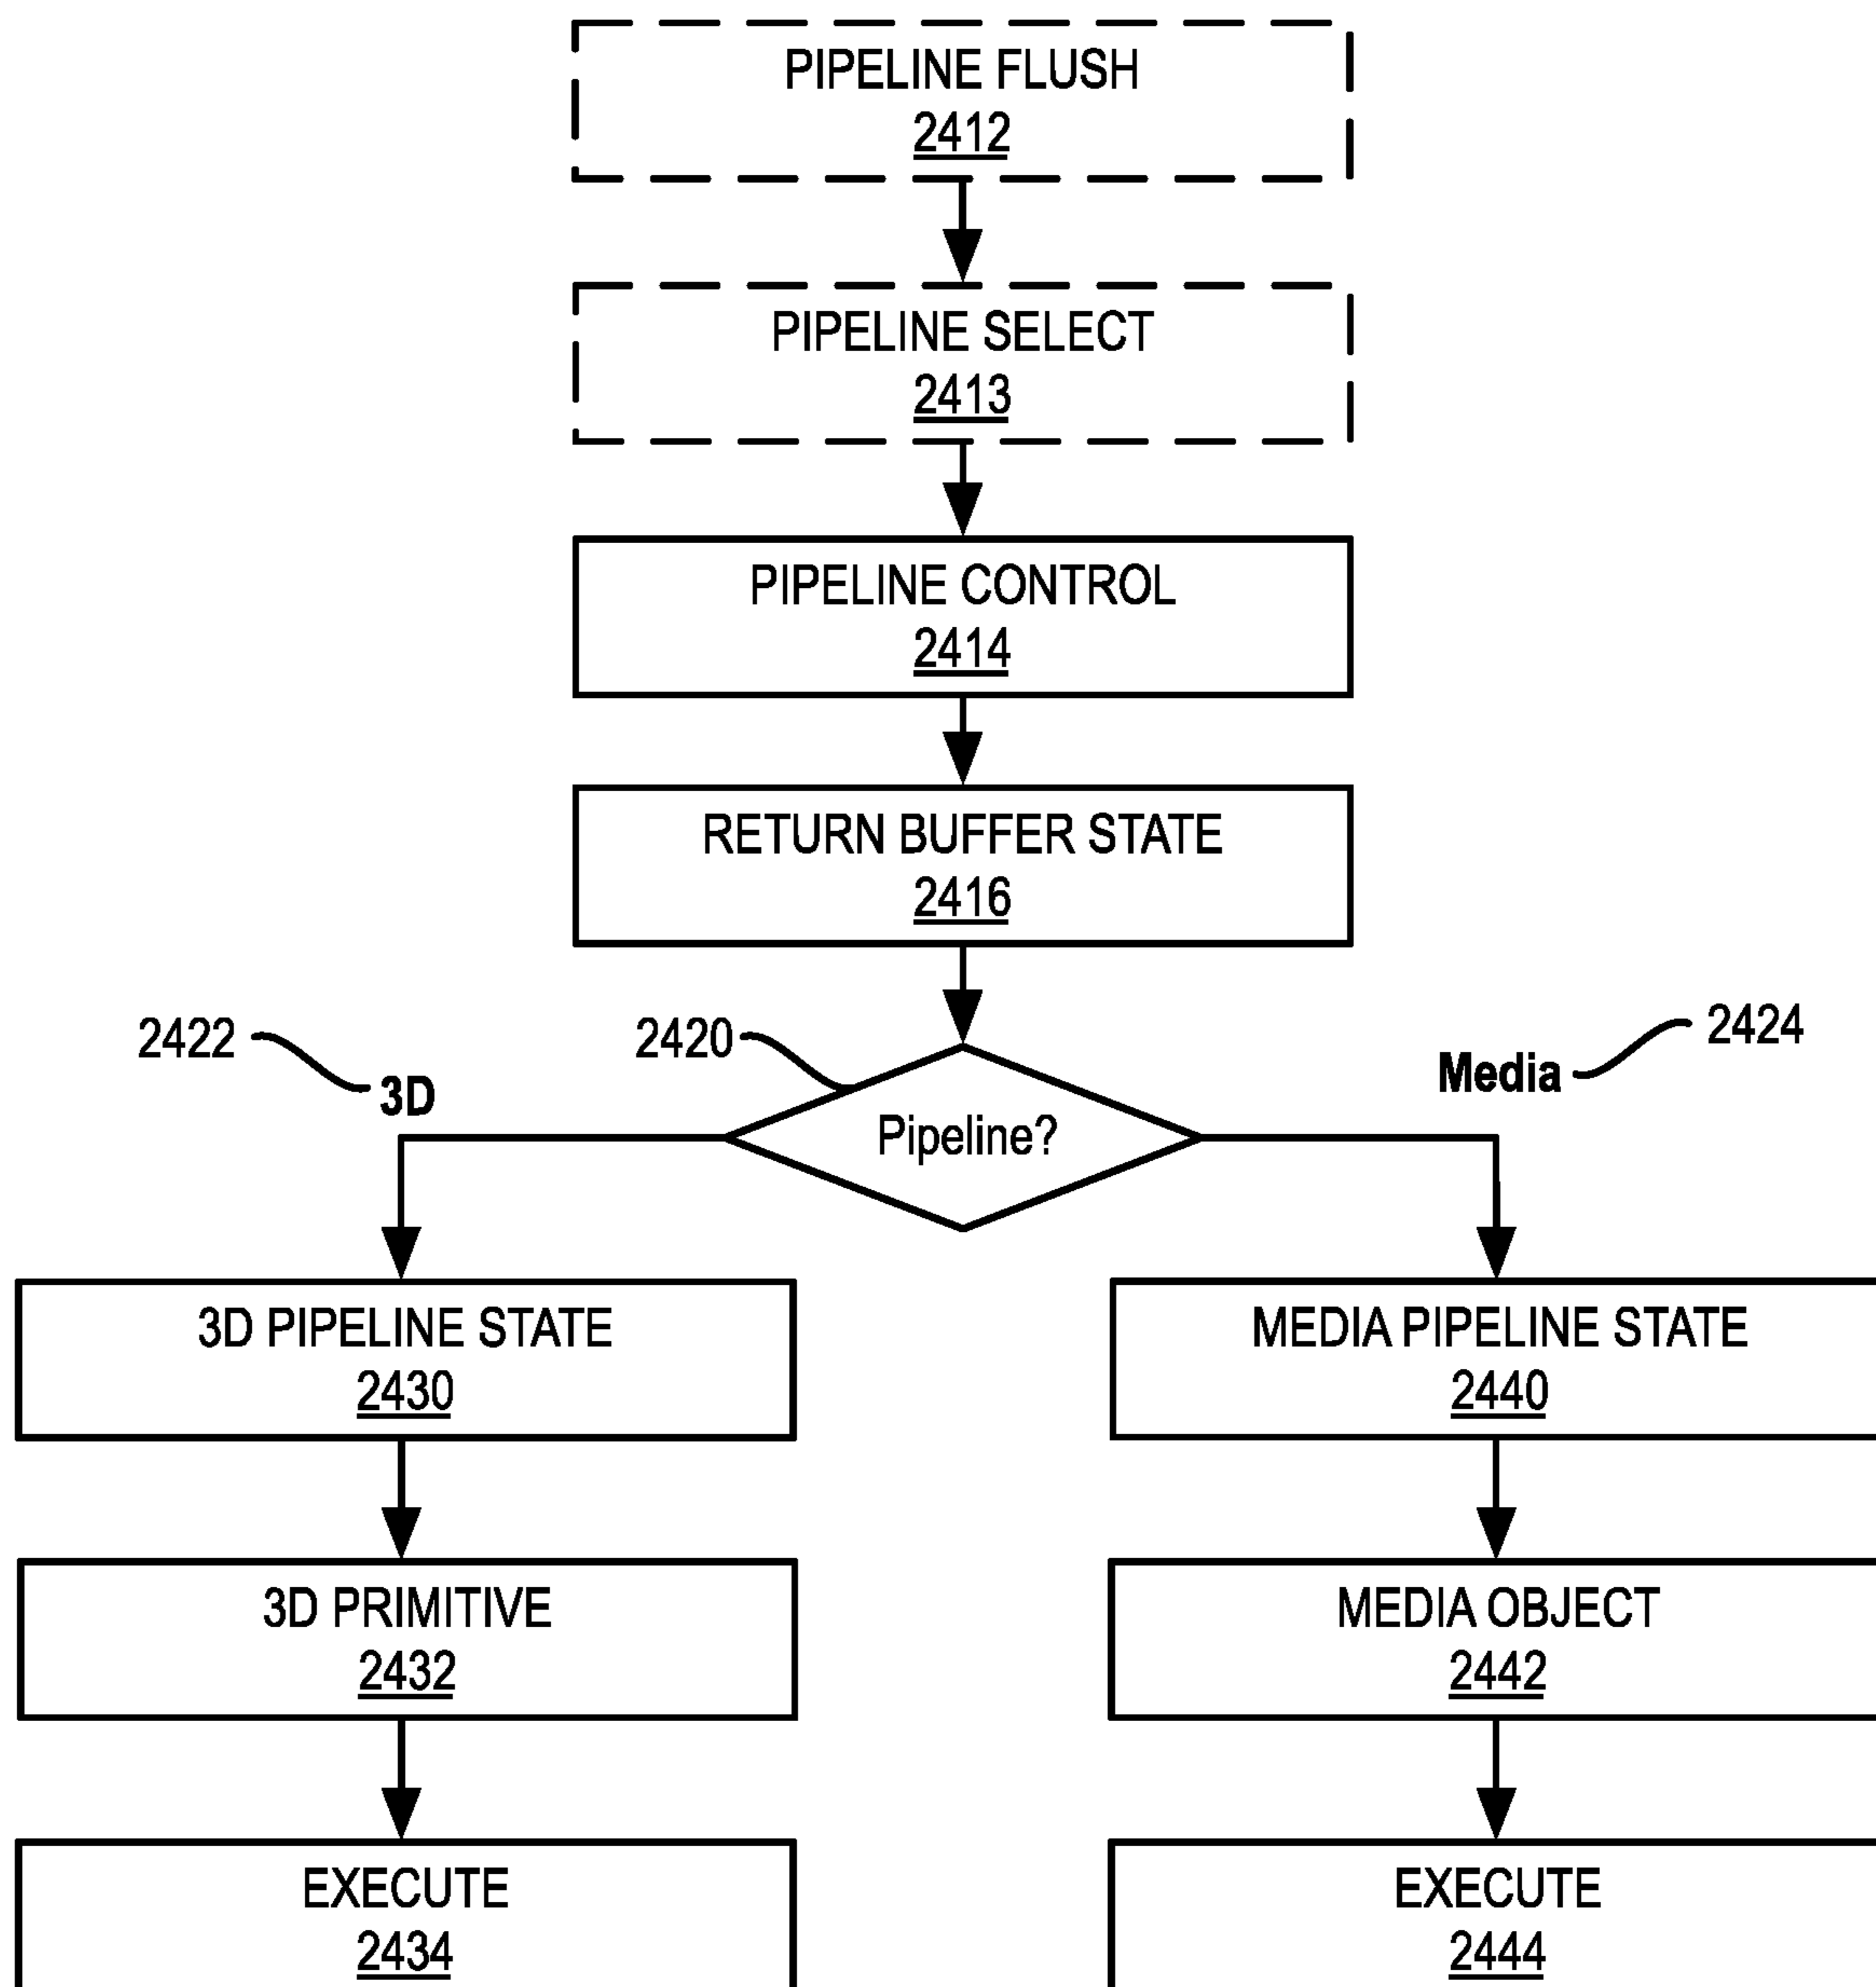 PIPELINE FLUSH
2412
PIPELINE SELECT
2413
PIPELINE CONTROL
2414
RETURN BUFFER STATE
2416
2422
3D
2420
Pipeline?
Media
2424
3D PIPELINE STATE
2430
3D PRIMITIVE
2432
EXECUTE
2434
MEDIA PIPELINE STATE
2440
MEDIA OBJECT
2442
EXECUTE
2444